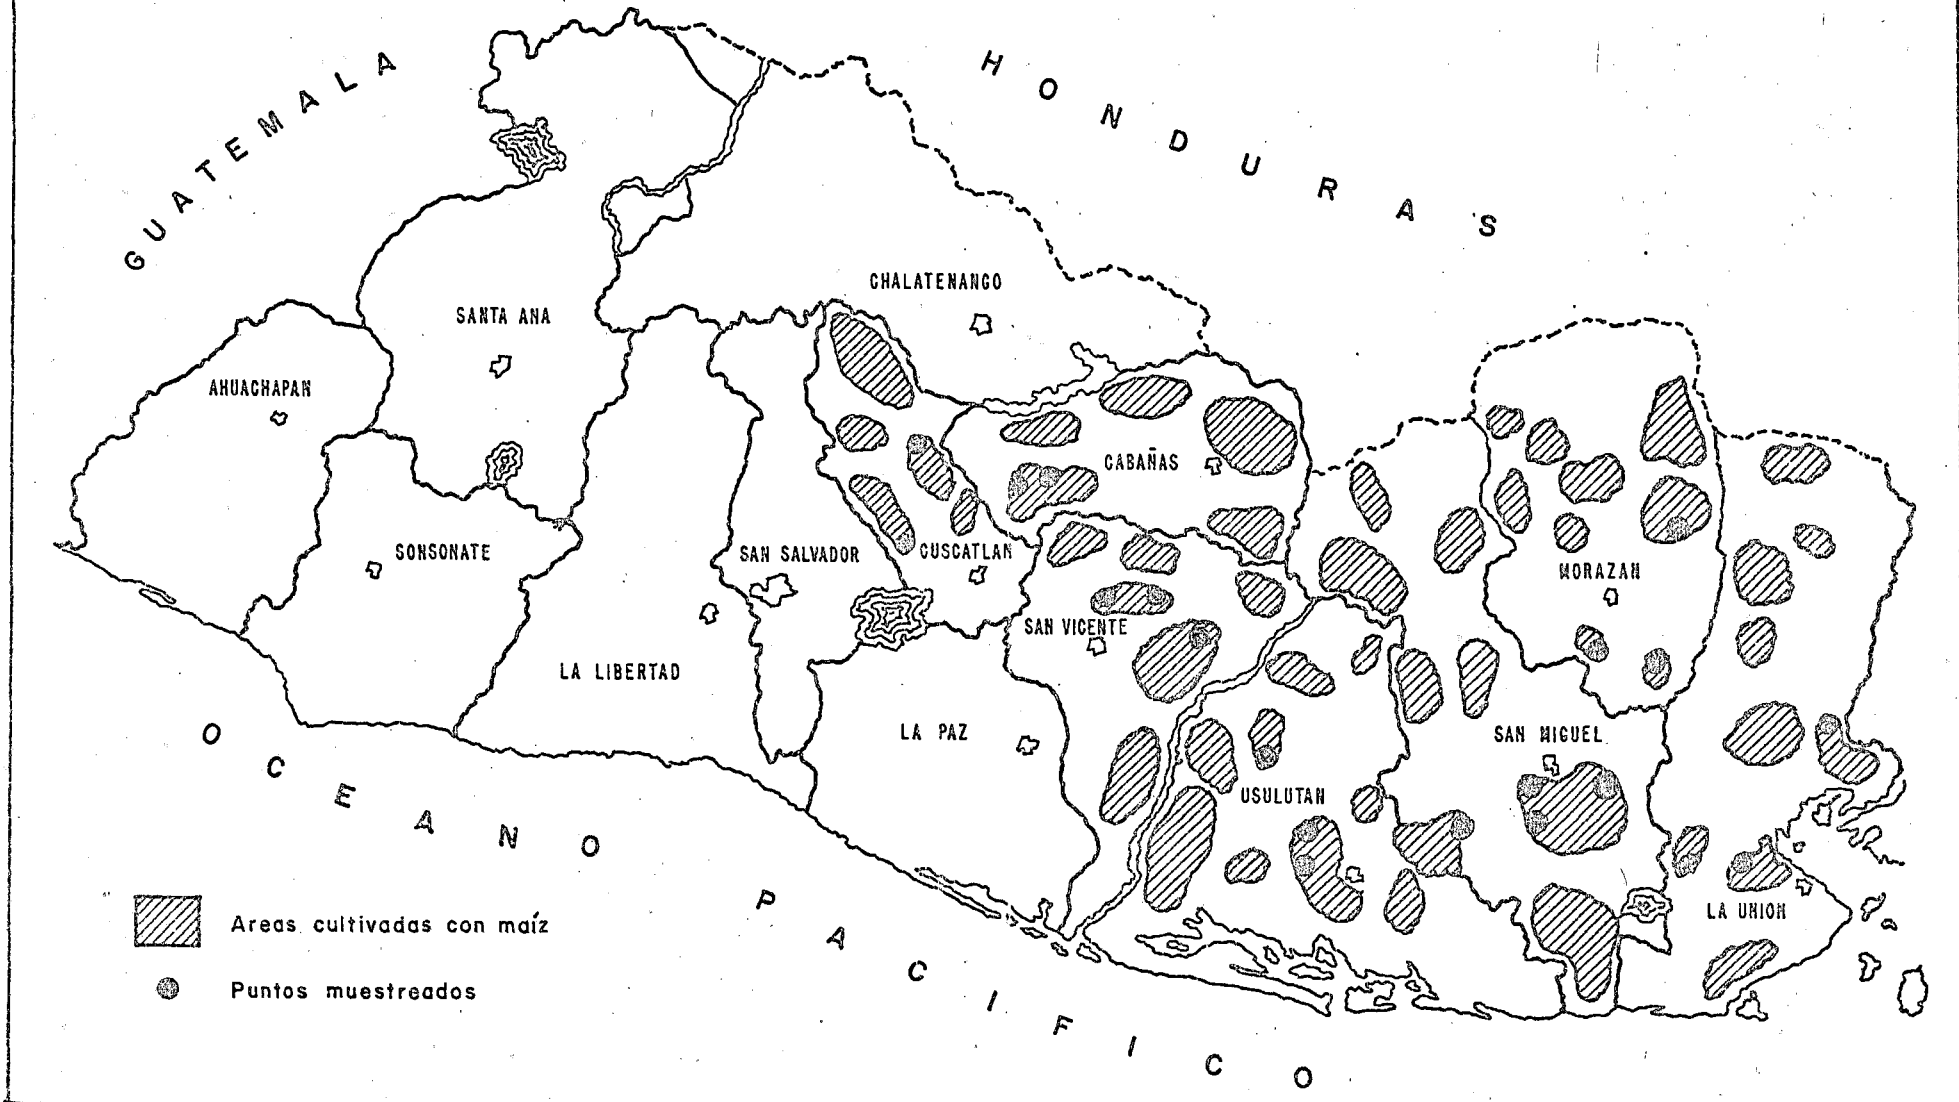 GUATEMALA
HONDURAS
CHALATENANGO
SANTA ANA
AHUACHAPAN
CABAÑAS
SONSONATE
SAN SALVADOR
CUSCATLAN
MORAZAN
SAN VICENTE
LA LIBERTAD
LA PAZ
SAN MIGUEL
USULUTAN
LA UNION
OCEANO PACIFICO
Areas cultivadas con maíz
Puntos muestreados